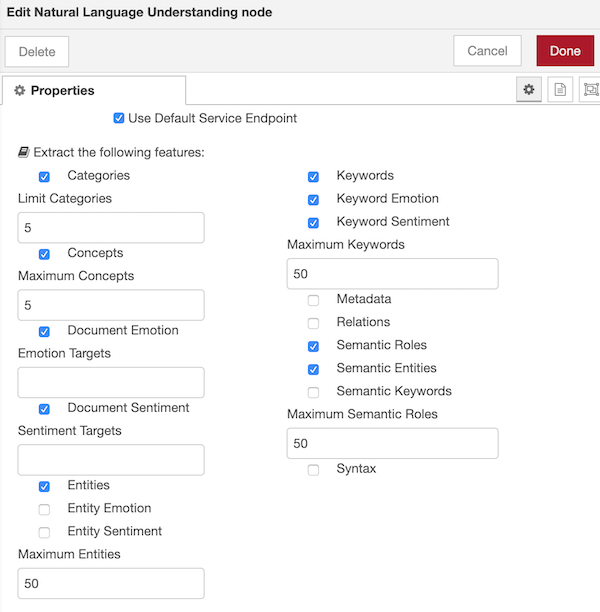 Edit Natural Language Understanding node
Delete
Cancel
Done
Properties
Use Default Service Endpoint
Extract the following features:
Categories
Limit Categories
5
Concepts
Maximum Concepts
5
Document Emotion
Emotion Targets
Document Sentiment
Sentiment Targets
Entities
Entity Emotion
Entity Sentiment
Maximum Entities
50
Keywords
Keyword Emotion
Keyword Sentiment
Maximum Keywords
50
Metadata
Relations
Semantic Roles
Semantic Entities
Semantic Keywords
Maximum Semantic Roles
50
Syntax